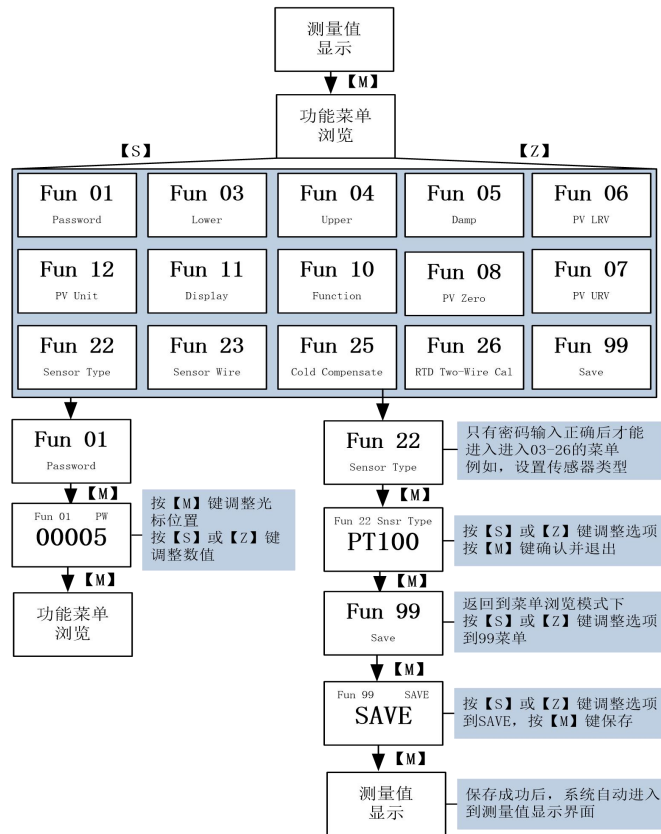 测量值
显示
【M】
功能菜单
浏览
【S】
【Z】
Fun 01
Password
Fun 03
Lower
Fun 04
Upper
Fun 05
Damp
Fun 06
PV LRV
Fun 12
PV Unit
Fun 11
Display
Fun 10
Function
Fun 08
PV Zero
Fun 07
PV URV
Fun 22
Sensor Type
Fun 23
Sensor Wire
Fun 25
Cold Compensate
Fun 26
RTD Two-Wire Cal
Fun 99
Save
Fun 01
Password
【M】
Fun 01 PW
00005
按【M】键调整光
标位置
按【S】或【Z】键
调整数值
【M】
功能菜单
浏览
Fun 22
Sensor Type
只有密码输入正确后才能
进入进入03-26的菜单
例如，设置传感器类型
【M】
Fun 22 Snsr Type
PT100
按【S】或【Z】键调整选项
按【M】键确认并退出
【M】
Fun 99
Save
返回到菜单浏览模式下
按【S】或【Z】键调整选项
到99菜单
【M】
Fun 99 SAVE
SAVE
按【S】或【Z】键调整选项
到SAVE，按【M】键保存
【M】
测量值
显示
保存成功后，系统自动进入
到测量值显示界面